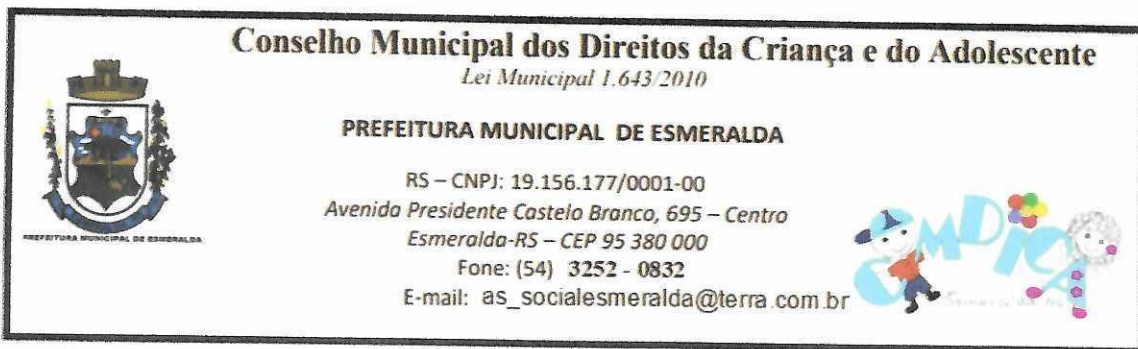 Conselho Municipal dos Direitos da Criança e do Adolescente
Lei Municipal 1.643/2010
PREFEITURA MUNICIPAL DE ESMERALDA
RS – CNPJ: 19.156.177/0001-00
Avenida Presidente Castelo Branco, 695 – Centro
Esmeralda-RS – CEP 95 380 000
Fone: (54) 3252 - 0832
E-mail: as_socialesmeralda@terra.com.br
PREFEITURA MUNICIPAL DE ESMERALDA
COMDICA